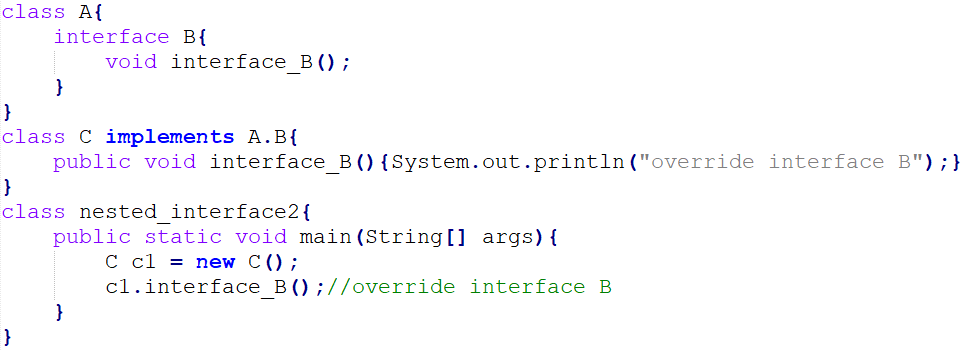 class A{
    interface B{
        void interface_B();
    }
}
class C implements A.B{
    public void interface_B(){System.out.println("override interface B");}
}
class nested_interface2{
    public static void main(String[] args){
        C c1 = new C();
        c1.interface_B();//override interface B
    }
}